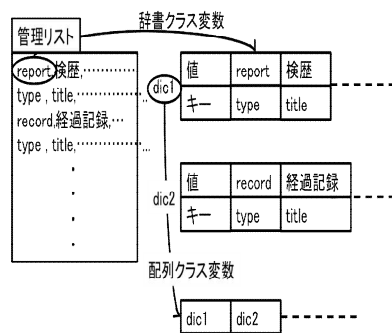 辞書クラス変数
管理リスト
report,検歴,…………
type , title,…………‥
record,経過記録,…
type , title,…………...
・
・
・
・
dic1
値 report 検歴
キー type title
dic2
値 record 経過記録
キー type title
配列クラス変数
dic1 dic2